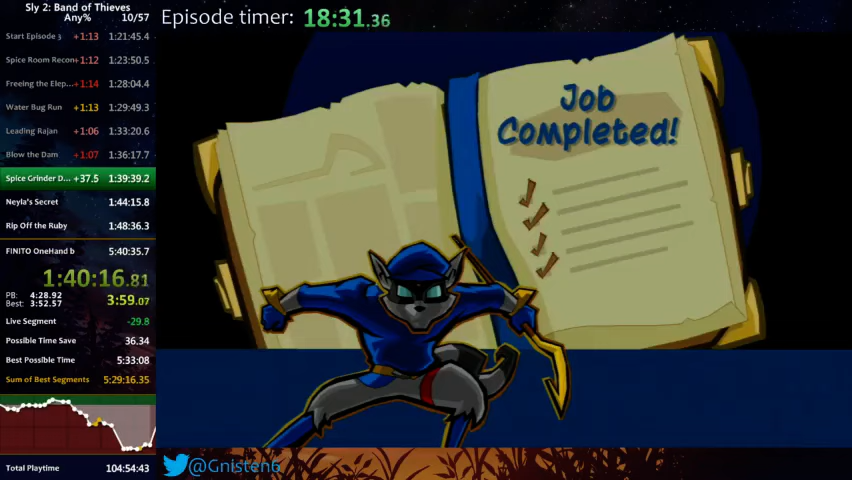 Sly 2: Band of Thieves
Any% 10/57
Start Episode 3 +1:13 1:21:45.4
Spice Room Recon +1:12 1:23:50.5
Freeing the Elep... +1:14 1:28:04.4
Water Bug Run +1:13 1:29:49.3
Leading Rajan +1:06 1:33:20.6
Blow the Dam +1:07 1:36:17.7
Spice Grinder D... +37.5 1:39:39.2
Neyla's Secret 1:44:15.8
Rip Off the Ruby 1:48:36.3
FINITO OneHand b 5:40:35.7
1:40:16.81
PB: 4:28.92
Best: 3:52.57
3:59.07
Live Segment -29.8
Possible Time Save 36.34
Best Possible Time 5:33:08
Sum of Best Segments 5:29:16.35
Total Playtime 104:54:43
Episode timer: 18:31.36
Job
Completed!
@Gnisten6